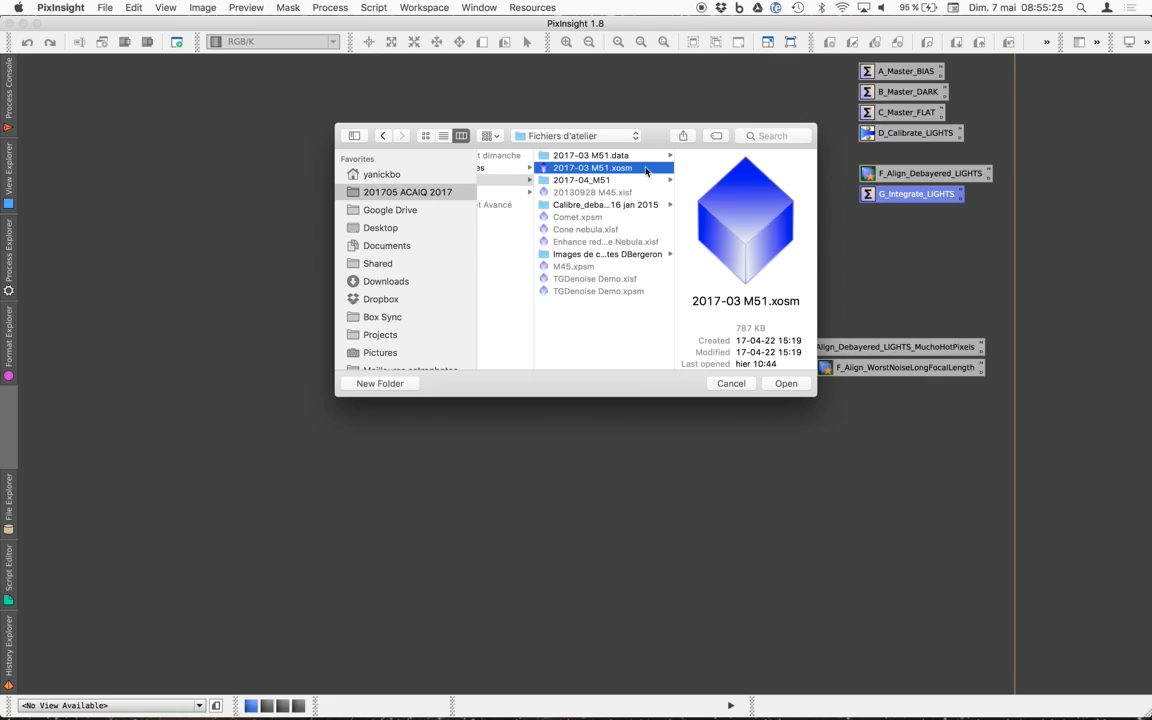 PixInsight File Edit View Image Preview Mask Process Script Workspace Window Resources 95 % Dim. 7 mai 08:55:25
PixInsight 1.8
RGB/K
Process Console
View Explorer
Process Explorer
Format Explorer
File Explorer
Script Editor
History Explorer
A_Master_BIAS
B_Master_DARK
C_Master_FLAT
D_Calibrate_LIGHTS
F_Align_Debayered_LIGHTS
G_Integrate_LIGHTS
Align_Debayered_LIGHTS_MuchoHotPixels
F_Align_WorstNoiseLongFocalLength
Fichiers d'atelier
Search
Favorites
yanickbo
201705 ACAIQ 2017
Google Drive
Desktop
Documents
Shared
Downloads
Dropbox
Box Sync
Projects
Pictures
t dimanche
es
t Avancé
2017-03 M51.data
2017-03 M51.xosm
2017-04_M51
20130928 M45.xisf
Calibre_deba...16 jan 2015
Comet.xpsm
Cone nebula.xisf
Enhance red...e Nebula.xisf
Images de c...tes DBergeron
M45.xpsm
TGDenoise Demo.xisf
TGDenoise Demo.xpsm
2017-03 M51.xosm
787 KB
Created 17-04-22 15:19
Modified 17-04-22 15:19
Last opened hier 10:44
New Folder
Cancel
Open
<No View Available>